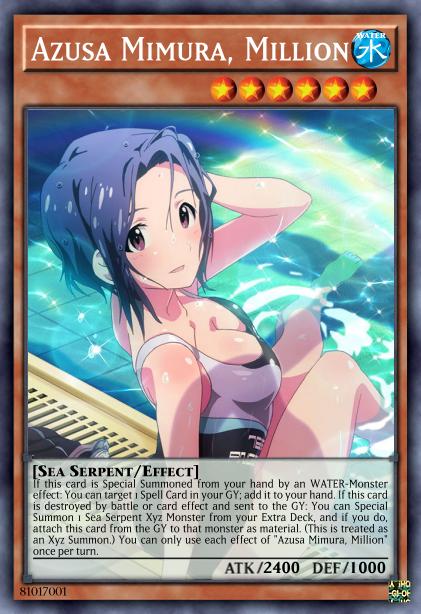 Azusa Mimura, Million
WATER
水
[Sea Serpent/Effect]
If this card is Special Summoned from your hand by an WATER-Monster
effect: You can target 1 Spell Card in your GY; add it to your hand. If this card
is destroyed by battle or card effect and sent to the GY: You can Special
Summon 1 Sea Serpent Xyz Monster from your Extra Deck, and if you do,
attach this card from the GY to that monster as material. (This is treated as
an Xyz Summon.) You can only use each effect of "Azusa Mimura, Million"
once per turn.
ATK/2400 DEF/1000
81017001